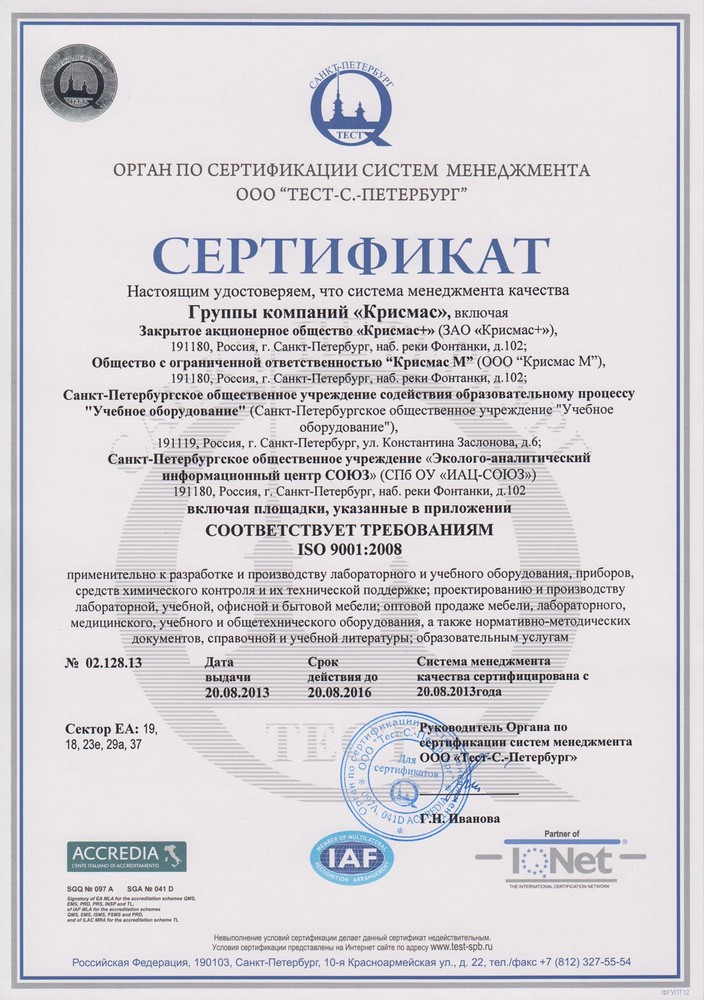 САНКТ-ПЕТЕРБУРГ
ТЕСТ
ОРГАН ПО СЕРТИФИКАЦИИ СИСТЕМ МЕНЕДЖМЕНТА
ООО "ТЕСТ-С.-ПЕТЕРБУРГ"
СЕРТИФИКАТ
Настоящим удостоверяем, что система менеджмента качества
Группы компаний «Крисмас», включая
Закрытое акционерное общество «Крисмас+» (ЗАО «Крисмас+»),
191180, Россия, г. Санкт-Петербург, наб. реки Фонтанки, д.102;
Общество с ограниченной ответственностью "Крисмас М" (ООО "Крисмас М"),
191180, Россия, г. Санкт-Петербург, наб. реки Фонтанки, д.102;
Санкт-Петербургское общественное учреждение содействия образовательному процессу
"Учебное оборудование" (Санкт-Петербургское общественное учреждение "Учебное
оборудование"),
191119, Россия, г. Санкт-Петербург, ул. Константина Заслонова, д.6;
Санкт-Петербургское общественное учреждение «Эколого-аналитический
информационный центр СОЮЗ» (СПб ОУ «ИАЦ-СОЮЗ»)
191180, Россия, г. Санкт-Петербург, наб. реки Фонтанки, д.102
включая площадки, указанные в приложении
СООТВЕТСТВУЕТ ТРЕБОВАНИЯМ
ISO 9001:2008
применительно к разработке и производству лабораторного и учебного оборудования, приборов,
средств химического контроля и их технической поддержке; проектированию и производству
лабораторной, учебной, офисной и бытовой мебели; оптовой продаже мебели, лабораторного,
медицинского, учебного и общетехнического оборудования, а также нормативно-методических
документов, справочной и учебной литературы; образовательным услугам
№ 02.128.13 Дата Срок Система менеджмента
выдачи действия до качества сертифицирована с
20.08.2013 20.08.2016 20.08.2013года
Сектор EA: 19,
18, 23e, 29a, 37
Руководитель Органа по
сертификации систем менеджмента
ООО «Тест-С.-Петербург»
Для
сертификатов
Г.Н. Иванова
ACCREDIA
L'ENTE ITALIANO DI ACCREDITAMENTO
SGQ № 097 A SGA № 041 D
Signatory of EA MLA for the accreditation schemes QMS,
EMS, PRD, PRS, INSP and TL,
of IAF MLA for the accreditation schemes
QMS, EMS, ISMS, FSMS and PRD,
and of ILAC MRA for the accreditation scheme TL
MEMBER OF MULTILATERAL
IAF
RECOGNITION ARRANGEMENT
Partner of
IQNet ®
THE INTERNATIONAL CERTIFICATION NETWORK
Невыполнение условий сертификации делает данный сертификат недействительным.
Условия сертификации представлены на Интернет сайте по адресу www.test-spb.ru
Российская Федерация, 190103, Санкт-Петербург, 10-я Красноармейская ул., д. 22, тел./факс +7 (812) 327-55-54
ФГУПТ12